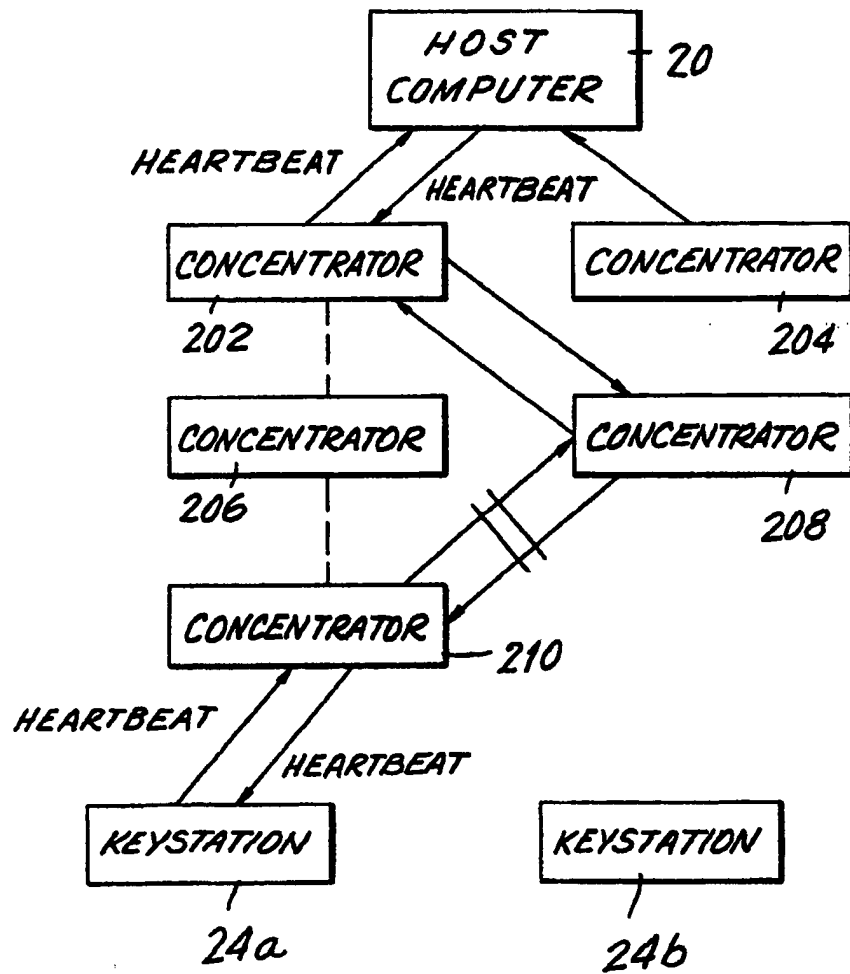 HOST
COMPUTER
20
HEARTBEAT
HEARTBEAT
CONCENTRATOR
CONCENTRATOR
202
204
CONCENTRATOR
CONCENTRATOR
206
208
CONCENTRATOR
210
HEARTBEAT
HEARTBEAT
KEYSTATION
KEYSTATION
24a
24b